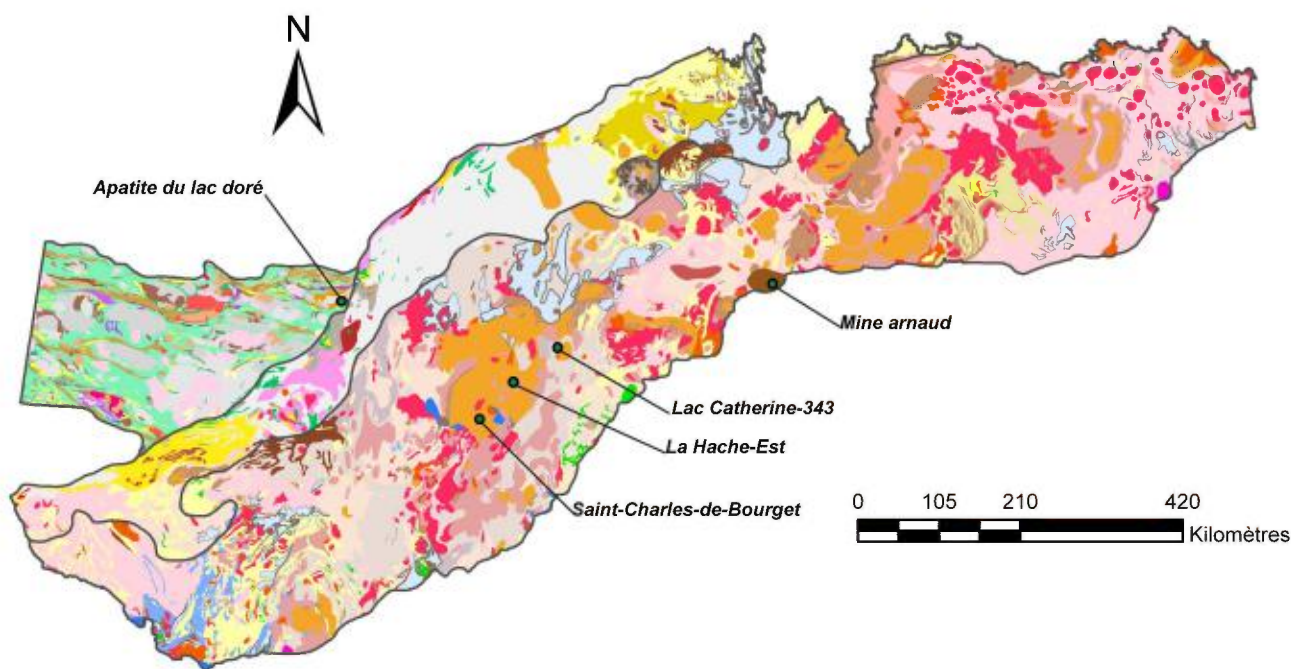 N
Apatite du lac doré
Mine arnaud
Lac Catherine-343
La Hache-Est
Saint-Charles-de-Bourget
0 105 210 420
Kilomètres